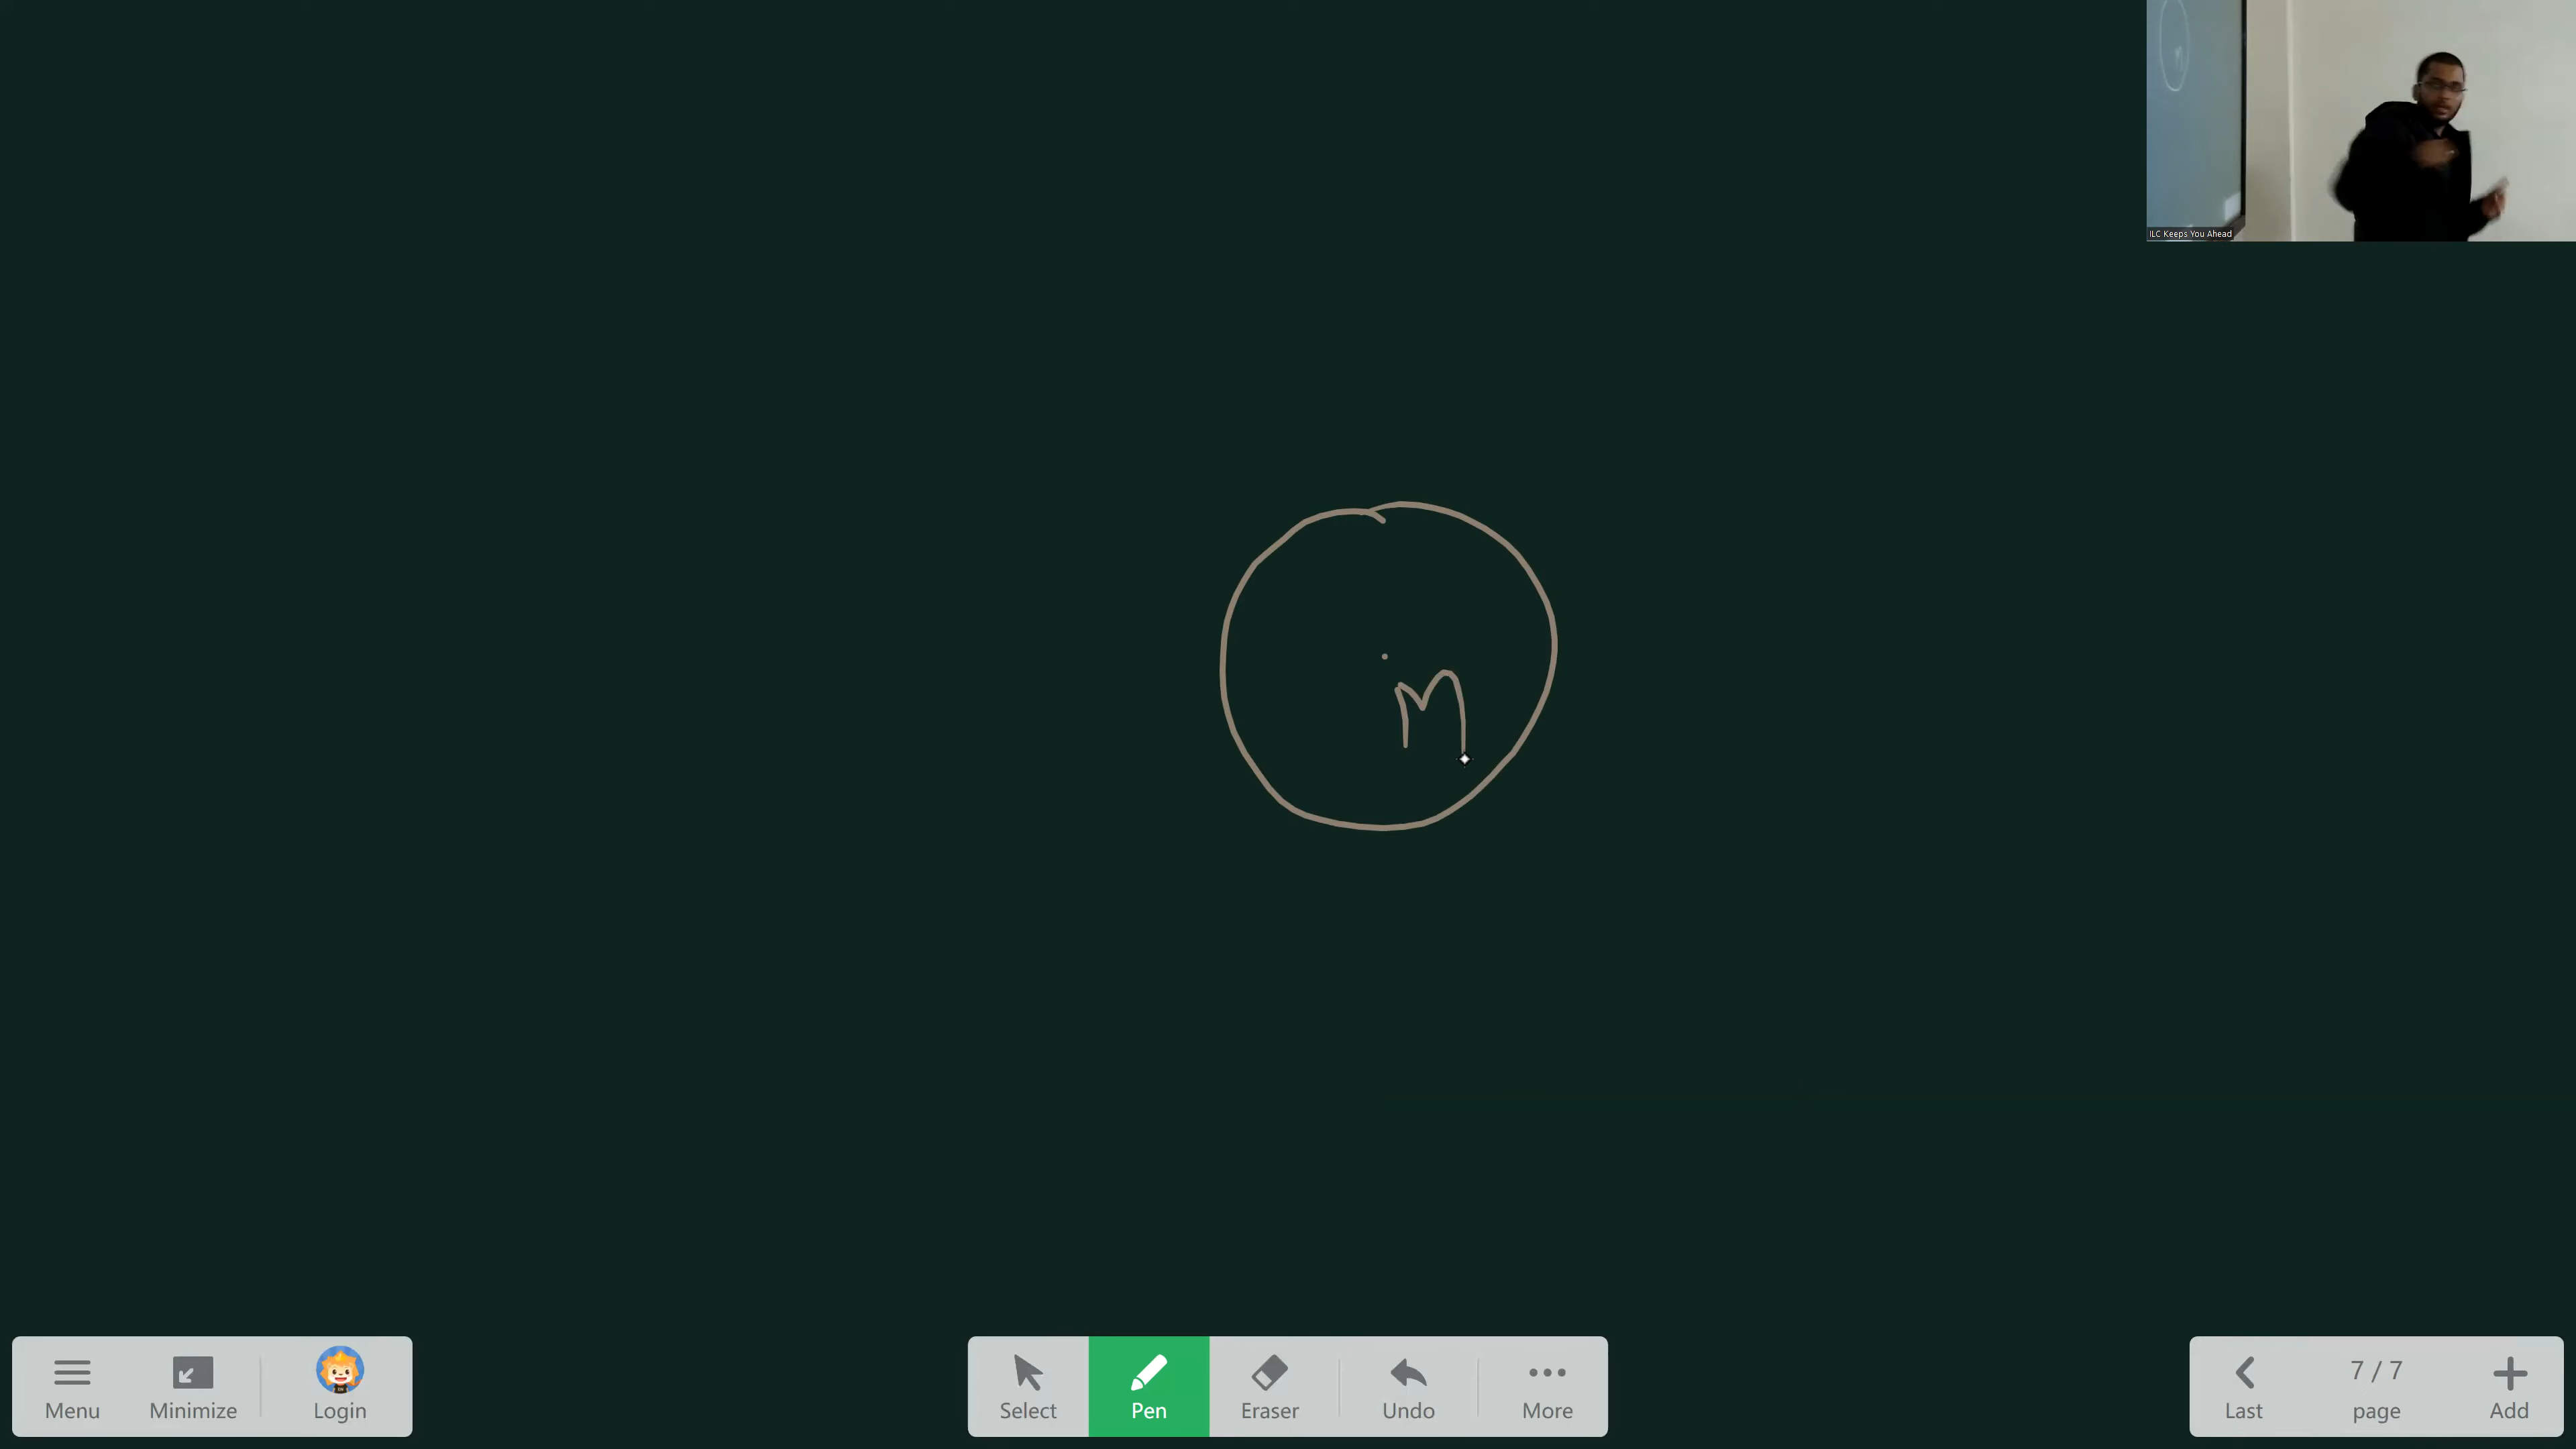 ILC Keeps You Ahead
m
Menu
Minimize
Login
Select
Pen
Eraser
Undo
More
Last
7 / 7
page
Add